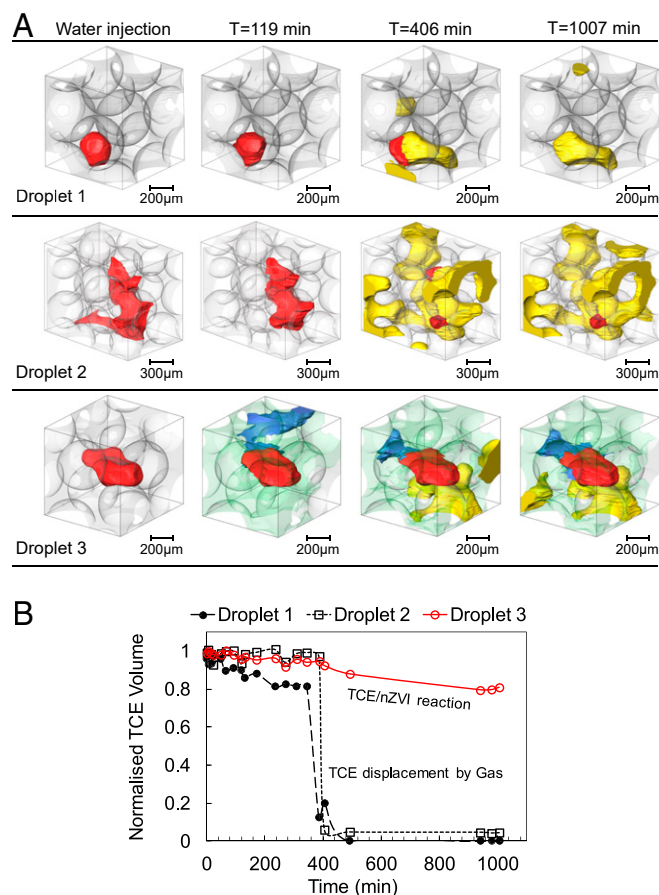 A
Water injection T=119 min T=406 min T=1007 min
Droplet 1
200µm 200µm 200µm 200µm
Droplet 2
300µm 300µm 300µm 300µm
Droplet 3
200µm 200µm 200µm 200µm
B
Droplet 1 Droplet 2 Droplet 3
Normalised TCE Volume
1
0.8
0.6
0.4
0.2
0
TCE/nZVI reaction
TCE displacement by Gas
0 200 400 600 800 1000
Time (min)